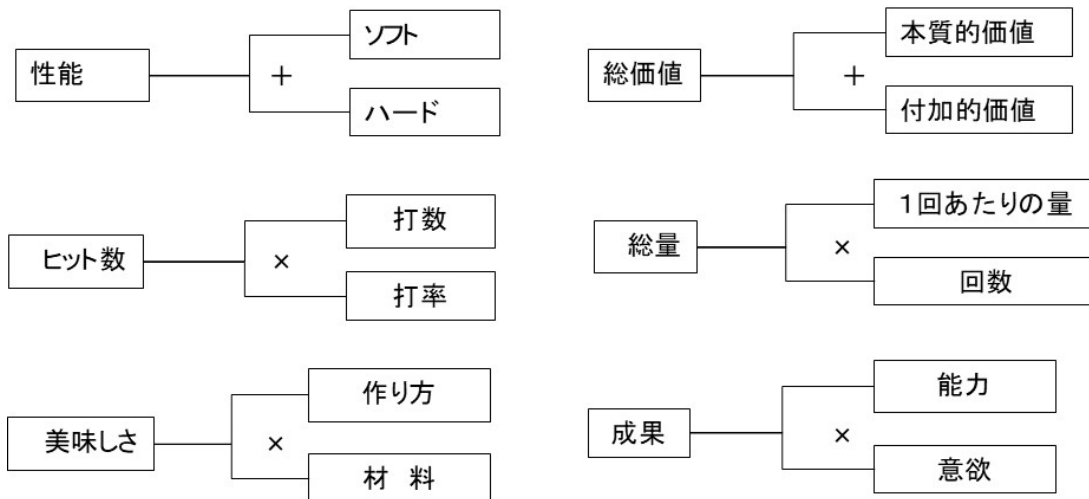 性能
+
ソフト
ハード
総価値
+
本質的価値
付加的価値
ヒット数
×
打数
打率
総量
×
1回あたりの量
回数
美味しさ
×
作り方
材 料
成果
×
能力
意欲